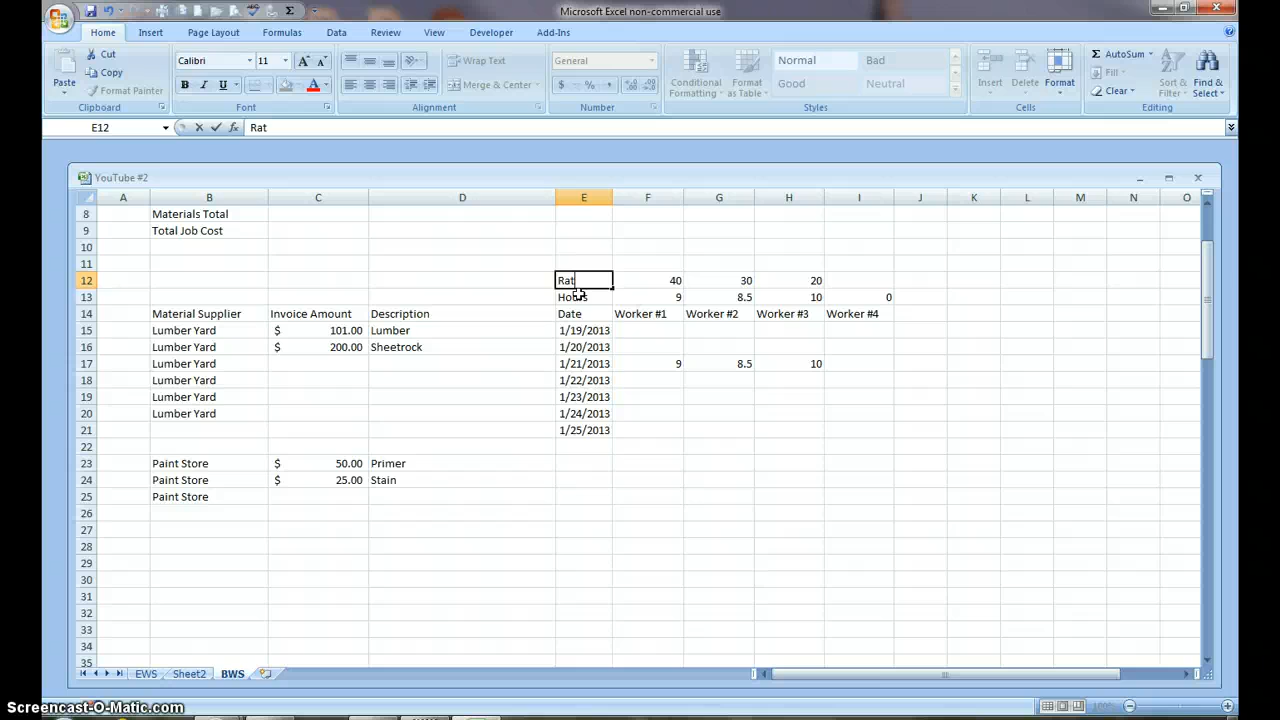 Microsoft Excel non-commercial use
Home Insert Page Layout Formulas Data Review View Developer Add-Ins
Paste Cut Copy Format Painter
Calibri 11
B I U
Wrap Text
Merge & Center
General
$ % ,
Conditional Formatting Format as Table
Normal Bad
Good Neutral
Insert Delete Format
AutoSum Fill Clear
Sort & Filter Find & Select
Clipboard Font Alignment Number Styles Cells Editing
E12 fx Rat
YouTube #2
A B C D E F G H I J K L M N O
8 Materials Total
9 Total Job Cost
10
11
12 Rat 40 30 20
13 Hours 9 8.5 10 0
14 Material Supplier Invoice Amount Description Date Worker #1 Worker #2 Worker #3 Worker #4
15 Lumber Yard $ 101.00 Lumber 1/19/2013
16 Lumber Yard $ 200.00 Sheetrock 1/20/2013
17 Lumber Yard 1/21/2013 9 8.5 10
18 Lumber Yard 1/22/2013
19 Lumber Yard 1/23/2013
20 Lumber Yard 1/24/2013
21 1/25/2013
22
23 Paint Store $ 50.00 Primer
24 Paint Store $ 25.00 Stain
25 Paint Store
26
27
28
29
30
31
32
33
34
35
EWS Sheet2 BWS
100%
Screencast-O-Matic.com